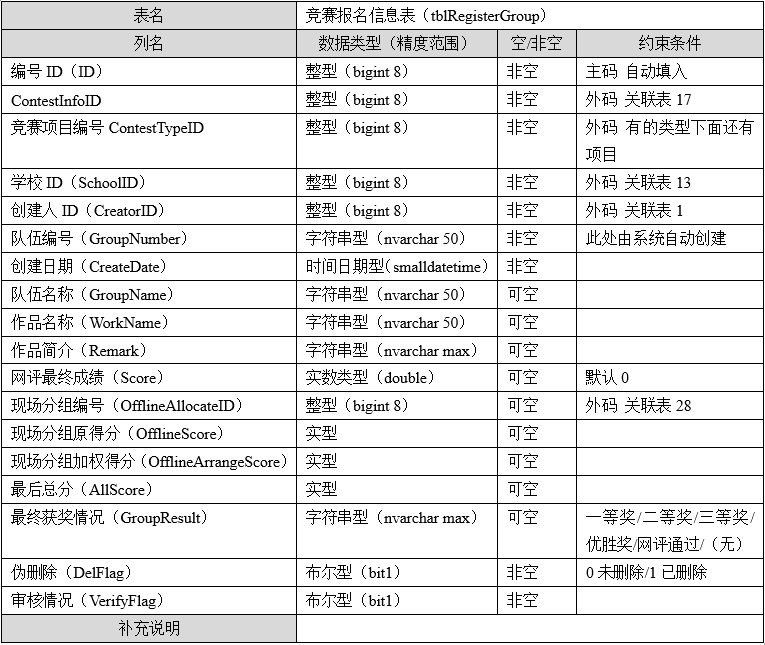 表名 竞赛报名信息表（tblRegisterGroup）
列名 数据类型（精度范围） 空/非空 约束条件
编号 ID（ID） 整型（bigint 8） 非空 主码 自动填入
ContestInfoID 整型（bigint 8） 非空 外码 关联表 17
竞赛项目编号 ContestTypeID 整型（bigint 8） 非空 外码 有的类型下面还有
项目
学校 ID（SchoolID） 整型（bigint 8） 非空 外码 关联表 13
创建人 ID（CreatorID） 整型（bigint 8） 非空 外码 关联表 1
队伍编号（GroupNumber） 字符串型（nvarchar 50） 非空 此处由系统自动创建
创建日期（CreateDate） 时间日期型（smalldatetime） 非空
队伍名称（GroupName） 字符串型（nvarchar 50） 可空
作品名称（WorkName） 字符串型（nvarchar 50） 可空
作品简介（Remark） 字符串型（nvarchar max） 可空
网评最终成绩（Score） 实数类型（double） 可空 默认 0
现场分组编号（OfflineAllocateID） 整型（bigint 8） 可空 外码 关联表 28
现场分组原得分（OfflineScore） 实型 可空
现场分组加权得分（OfflineArrangeScore） 实型 可空
最后总分（AllScore） 实型 可空
最终获奖情况（GroupResult） 字符串型（nvarchar max） 可空 一等奖/二等奖/三等奖/
优胜奖/网评通过/（无）
伪删除（DelFlag） 布尔型（bit1） 非空 0 未删除/1 已删除
审核情况（VerifyFlag） 布尔型（bit1） 非空
补充说明